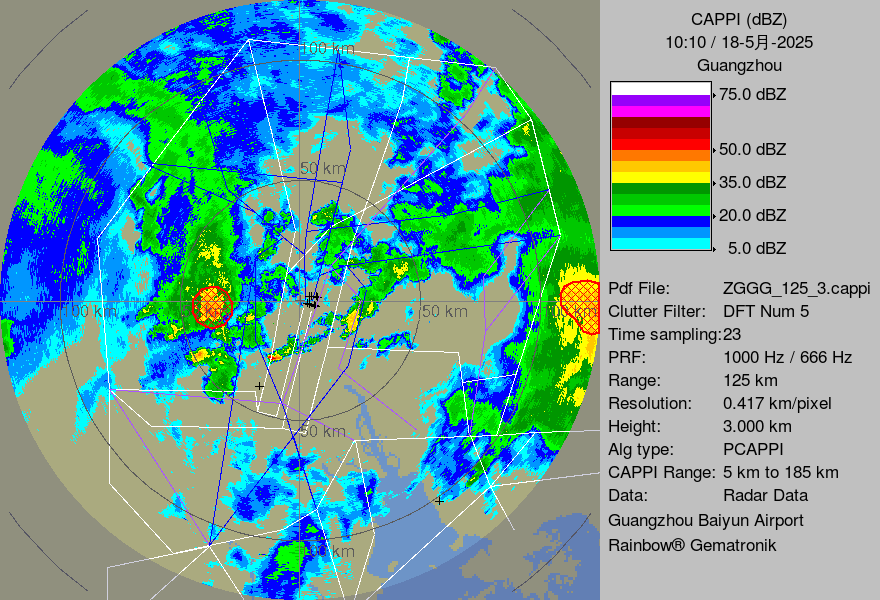 CAPPI (dBZ)
10:10 / 18-5月-2025
Guangzhou
75.0 dBZ
50.0 dBZ
35.0 dBZ
20.0 dBZ
5.0 dBZ
Pdf File: ZGGG_125_3.cappi
Clutter Filter: DFT Num 5
Time sampling:23
PRF: 1000 Hz / 666 Hz
Range: 125 km
Resolution: 0.417 km/pixel
Height: 3.000 km
Alg type: PCAPPI
CAPPI Range: 5 km to 185 km
Data: Radar Data
Guangzhou Baiyun Airport
Rainbow® Gematronik
100 km
50 km
100 km
50 km
50 km
km